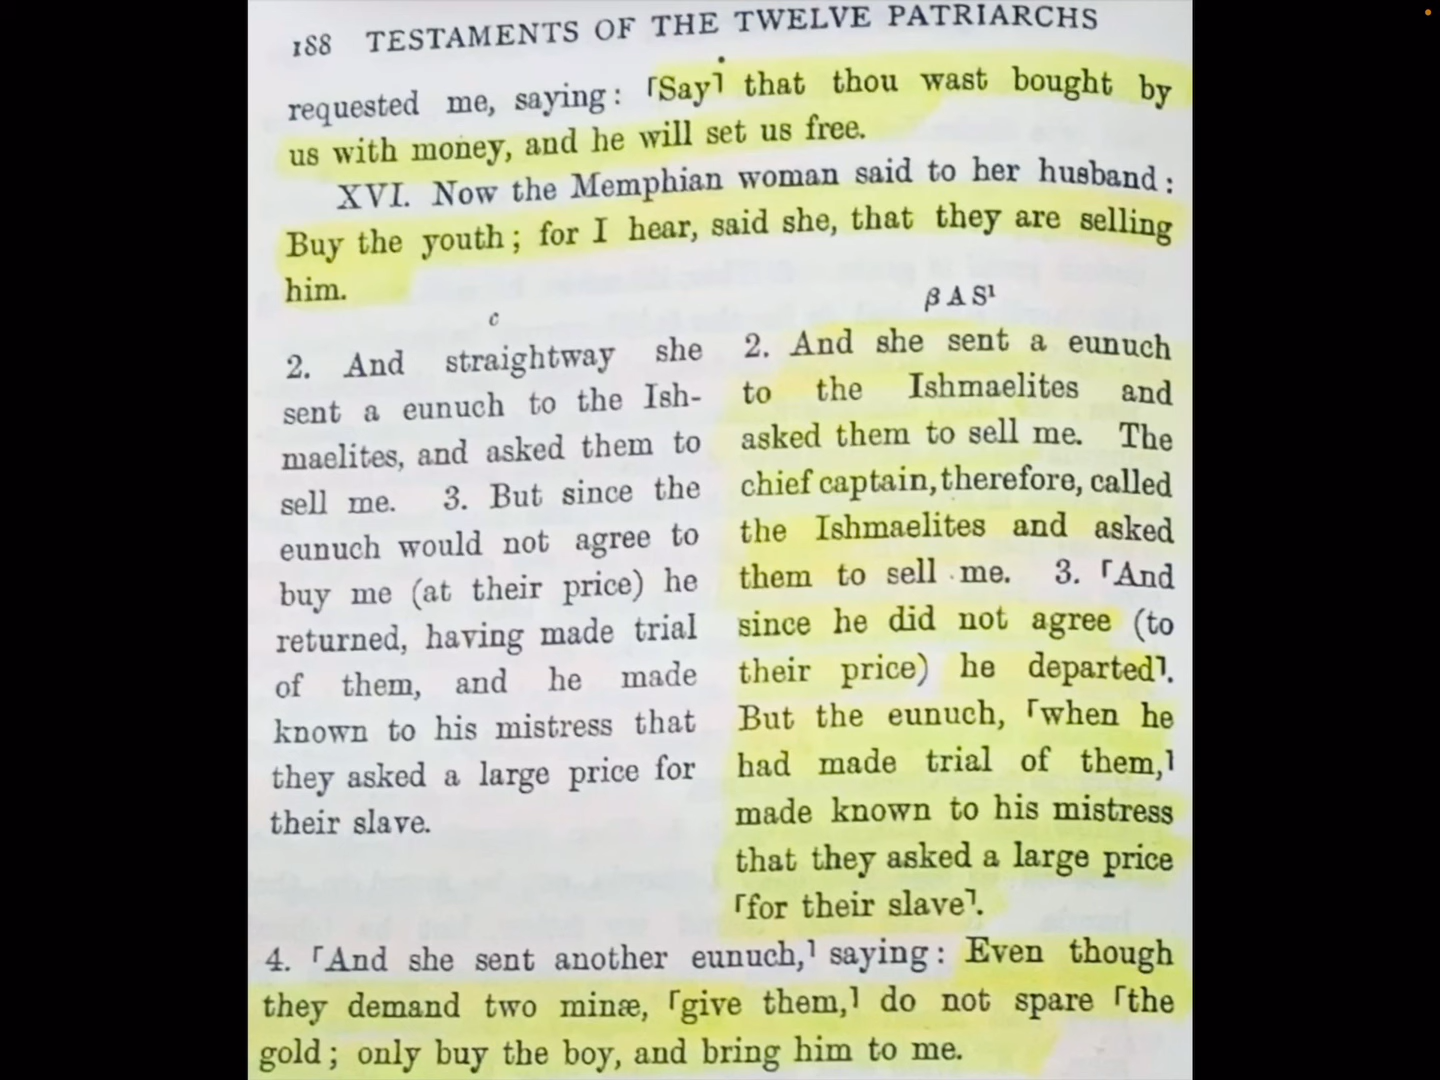 188 TESTAMENTS OF THE TWELVE PATRIARCHS
requested me, saying: ⌜Say⌝ that thou wast bought by
us with money, and he will set us free.
XVI. Now the Memphian woman said to her husband:
Buy the youth; for I hear, said she, that they are selling
him.
c
2. And straightway she
sent a eunuch to the Ish-
maelites, and asked them to
sell me. 3. But since the
eunuch would not agree to
buy me (at their price) he
returned, having made trial
of them, and he made
known to his mistress that
they asked a large price for
their slave.
β A S¹
2. And she sent a eunuch
to the Ishmaelites and
asked them to sell me. The
chief captain, therefore, called
the Ishmaelites and asked
them to sell me. 3. ⌜And
since he did not agree (to
their price) he departed⌝.
But the eunuch, ⌜when he
had made trial of them,⌝
made known to his mistress
that they asked a large price
⌜for their slave⌝.
4. ⌜And she sent another eunuch,⌝ saying: Even though
they demand two minæ, ⌜give them,⌝ do not spare ⌜the
gold; only buy the boy, and bring him to me.